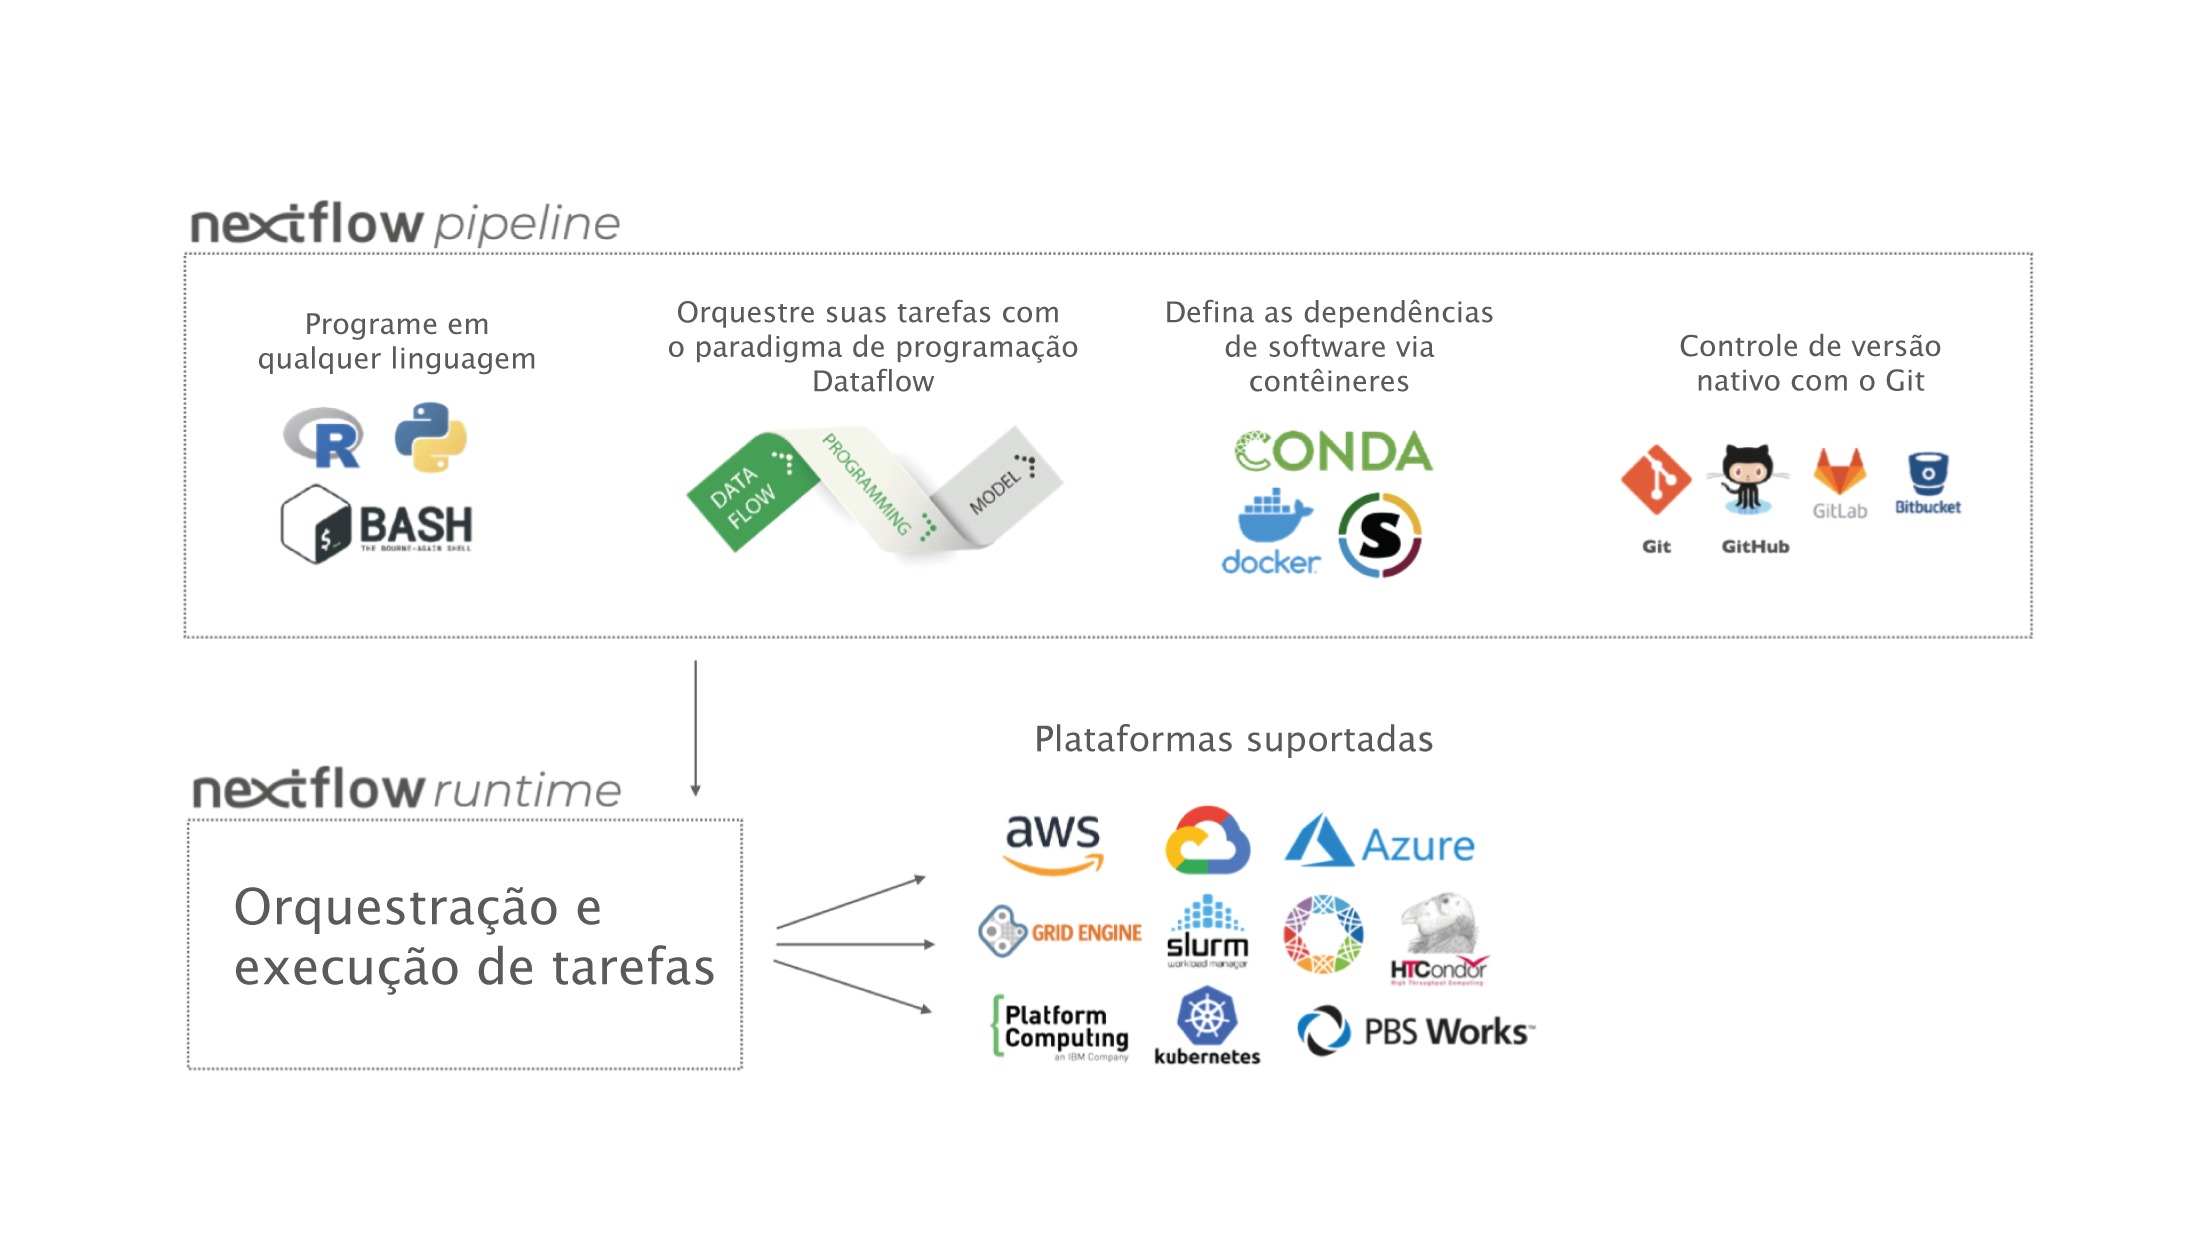 nextflow pipeline
Programe em
qualquer linguagem
R
BASH
THE BOURNE-AGAIN SHELL
Orquestre suas tarefas com
o paradigma de programação
Dataflow
DATA
FLOW
PROGRAMMING
MODEL
Defina as dependências
de software via
contêineres
CONDA
docker
S
Controle de versão
nativo com o Git
Git
GitHub
GitLab
Bitbucket
nextflow runtime
Orquestração e
execução de tarefas
Plataformas suportadas
aws
Azure
GRID ENGINE
slurm
workload manager
HTCondor
High Throughput Computing
Platform
Computing
an IBM Company
kubernetes
PBS Works™